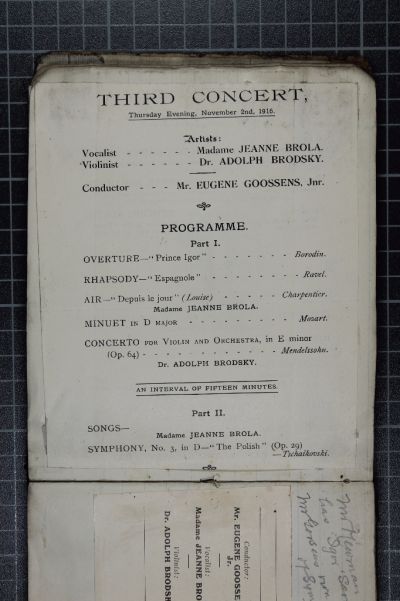 THIRD CONCERT,
Thursday Evening, November 2nd, 1916.
Artists:
Vocalist - - - - - Madame JEANNE BROLA.
Violinist - - - - - - Dr. ADOLPH BRODSKY.
Conductor - - - Mr. EUGENE GOOSSENS, Jnr.
PROGRAMME.
Part I.
OVERTURE—"Prince Igor" - - - - - - - Borodin.
RHAPSODY—"Espagnole" - - - - - - - - Ravel.
AIR—"Depuis le jour" (Louise) - - - - - Charpentier.
Madame JEANNE BROLA.
MINUET IN D MAJOR - - - - - - - - - Mozart.
CONCERTO FOR VIOLIN AND ORCHESTRA, in E minor
(Op. 64) - - - - - - - - - - - Mendelssohn.
Dr. ADOLPH BRODSKY.
AN INTERVAL OF FIFTEEN MINUTES.
Part II.
SONGS—
Madame JEANNE BROLA.
SYMPHONY, No. 3, in D—"The Polish" (Op. 29)
—Tschaikovski.
Conductor:
Mr. EUGENE GOOSSE
Jr.
Vocalist:
Madame JEANNE BRO
Violinist:
Dr. ADOLPH BRODSK